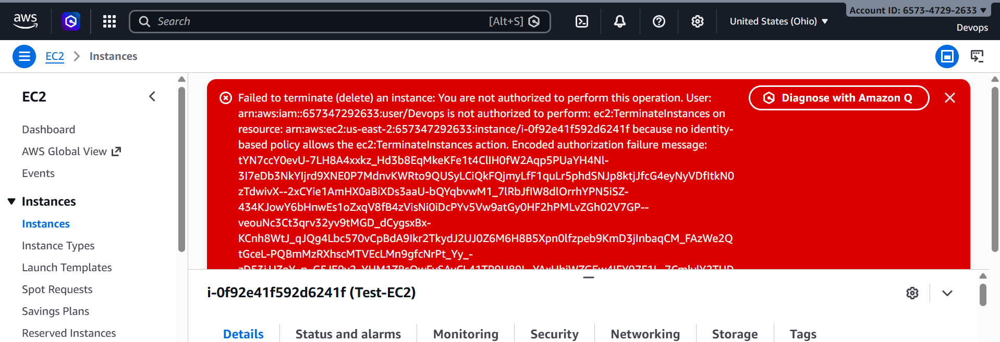 aws
Search
[Alt+S]
United States (Ohio)
Account ID: 6573-4729-2633
Devops
EC2
Instances
EC2
Dashboard
AWS Global View
Events
Instances
Instances
Instance Types
Launch Templates
Spot Requests
Savings Plans
Reserved Instances
Failed to terminate (delete) an instance: You are not authorized to perform this operation. User:
arn:aws:iam::657347292633:user/Devops is not authorized to perform: ec2:TerminateInstances on
resource: arn:aws:ec2:us-east-2:657347292633:instance/i-0f92e41f592d6241f because no identity-
based policy allows the ec2:TerminateInstances action. Encoded authorization failure message:
tYN7ccY0evU-7LH8A4xxkz_Hd3b8EqMkeKFe1t4ClIH0fW2Aqp5PUaYH4Nl-
3I7eDb3NkYIjrd9XNE0P7MdnvKWRto9QUSyLCiQkFQjmyLfF1quLr5phdSNJp8ktjJfcG4eyNyVDfItkN0
zTdwivX--2xCYie1AmHX0aBiXDs3aaU-bQYqbvwM1_7lRbJfIW8dlOrrhYPN5iSZ-
434KJowY6bHnwEs1oZxqV8fB4zVisNi0iDcPYv5Vw9atGy0HF2hPMLvZGh02V7GP--
veouNc3Ct3qrv32yv9tMGD_dCygsxBx-
KCnh8WtJ_qJQg4Lbc570vCpBdA9Ikr2TkydJ2UJ0Z6M6H8B5Xpn0lfzpeb9KmD3jInbaqCM_FAzWe2Q
tGceL-PQBmMzRXhscMTVEcLMn9gfcNrPt_Yy_-
Diagnose with Amazon Q
i-0f92e41f592d6241f (Test-EC2)
Details
Status and alarms
Monitoring
Security
Networking
Storage
Tags